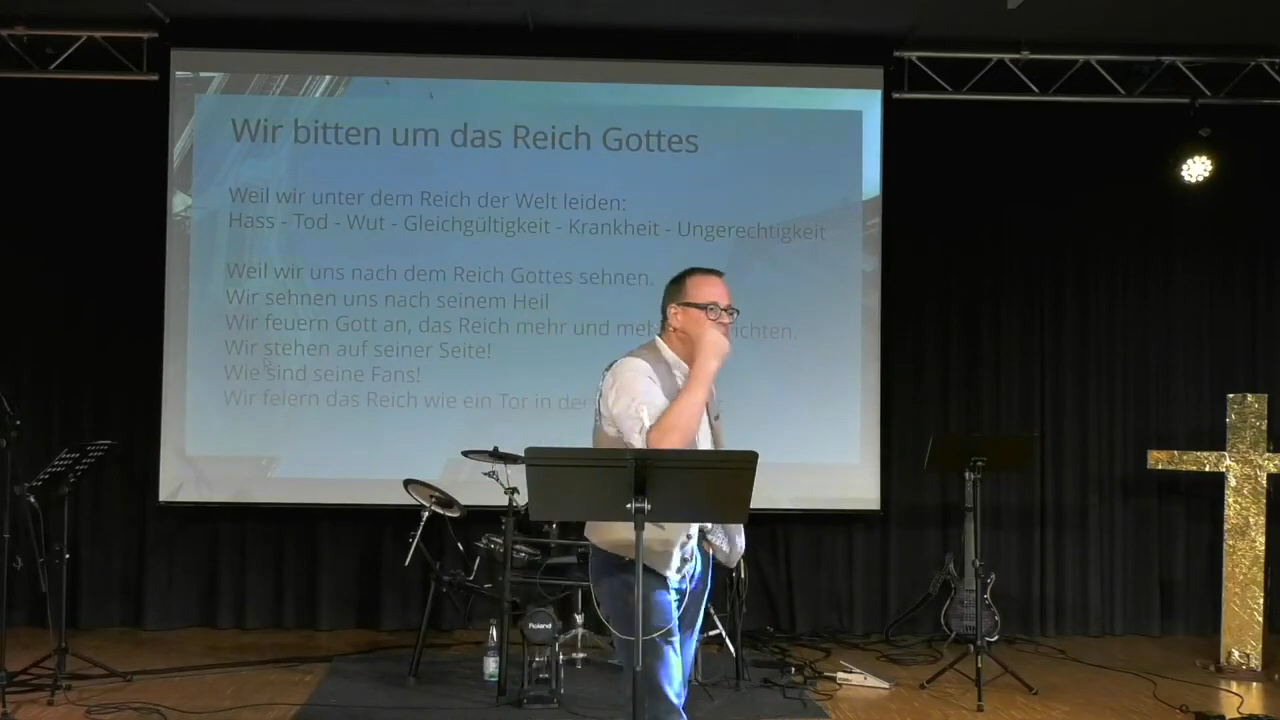 Wir bitten um das Reich Gottes
Weil wir unter dem Reich der Welt leiden:
Hass - Tod - Wut - Gleichgültigkeit - Krankheit - Ungerechtigkeit
Weil wir uns nach dem Reich Gottes sehnen.
Wir sehnen uns nach seinem Heil
Wir feuern Gott an, das Reich mehr und
Wir stehen auf seiner Seite!
Wie sind seine Fans!
Wir feiern das Reich wie ein Tor in
Roland